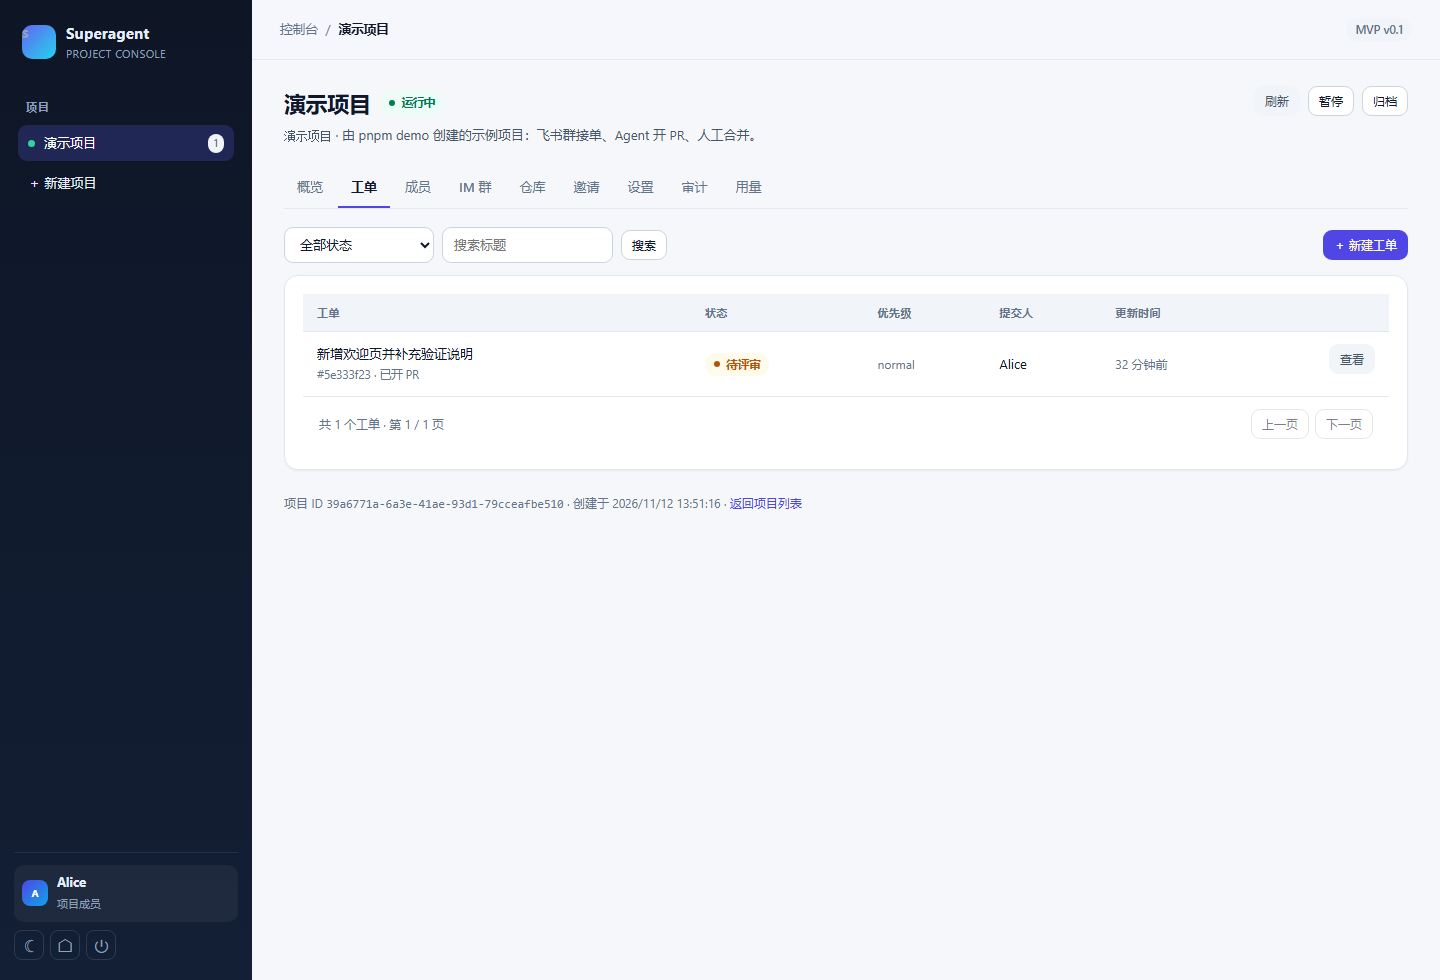 S
Superagent
PROJECT CONSOLE
项目
演示项目 1
+ 新建项目
Alice
A
项目成员
控制台 / 演示项目
MVP v0.1
演示项目 运行中
刷新 暂停 归档
演示项目 · 由 pnpm demo 创建的示例项目：飞书群接单、Agent 开 PR、人工合并。
概览 工单 成员 IM 群 仓库 邀请 设置 审计 用量
全部状态 搜索标题 搜索
+ 新建工单
工单 状态 优先级 提交人 更新时间
新增欢迎页并补充验证说明
#5e333f23 · 已开 PR
待评审 normal Alice 32 分钟前 查看
共 1 个工单 · 第 1 / 1 页
上一页 下一页
项目 ID 39a6771a-6a3e-41ae-93d1-79cceafbe510 · 创建于 2026/11/12 13:51:16 · 返回项目列表